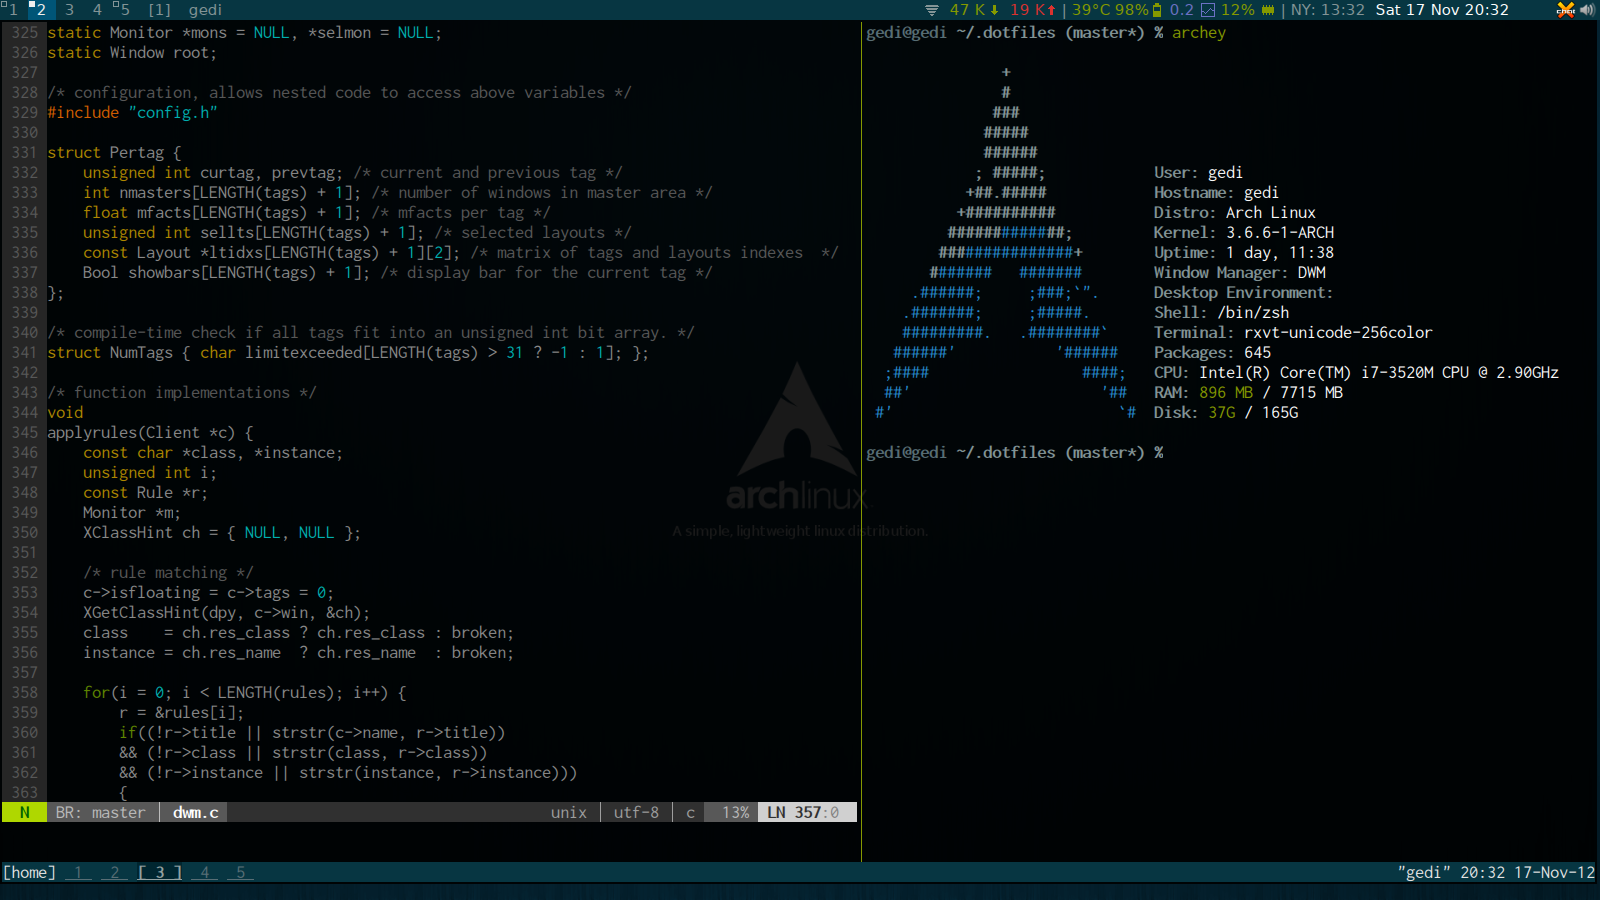 1 2 3 4 5 [1] gedi
47 K 19 K | 39°C 98% 0.2 12% | NY: 13:32 Sat 17 Nov 20:32
325 static Monitor *mons = NULL, *selmon = NULL;
326 static Window root;
327
328 /* configuration, allows nested code to access above variables */
329 #include "config.h"
330
331 struct Pertag {
332     unsigned int curtag, prevtag; /* current and previous tag */
333     int nmasters[LENGTH(tags) + 1]; /* number of windows in master area */
334     float mfacts[LENGTH(tags) + 1]; /* mfacts per tag */
335     unsigned int sellts[LENGTH(tags) + 1]; /* selected layouts */
336     const Layout *ltidxs[LENGTH(tags) + 1][2]; /* matrix of tags and layouts indexes  */
337     Bool showbars[LENGTH(tags) + 1]; /* display bar for the current tag */
338 };
339
340 /* compile-time check if all tags fit into an unsigned int bit array. */
341 struct NumTags { char limitexceeded[LENGTH(tags) > 31 ? -1 : 1]; };
342
343 /* function implementations */
344 void
345 applyrules(Client *c) {
346     const char *class, *instance;
347     unsigned int i;
348     const Rule *r;
349     Monitor *m;
350     XClassHint ch = { NULL, NULL };
351
352     /* rule matching */
353     c->isfloating = c->tags = 0;
354     XGetClassHint(dpy, c->win, &ch);
355     class    = ch.res_class ? ch.res_class : broken;
356     instance = ch.res_name  ? ch.res_name  : broken;
357
358     for(i = 0; i < LENGTH(rules); i++) {
359         r = &rules[i];
360         if((!r->title || strstr(c->name, r->title))
361         && (!r->class || strstr(class, r->class))
362         && (!r->instance || strstr(instance, r->instance)))
363         {
N BR: master dwm.c unix utf-8 c 13% LN 357:0
archlinux
A simple, lightweight linux distribution.
gedi@gedi ~/.dotfiles (master*) % archey
+
#
###
#####
######
; #####;
+##.#####
+##########
#############;
###############+
#######   #######
.######;     ;###;`".
.#######;     ;#####.
#########.   .########`
######'           '######
;####                 ####;
##'                     '##
#'                         `#
User: gedi
Hostname: gedi
Distro: Arch Linux
Kernel: 3.6.6-1-ARCH
Uptime: 1 day, 11:38
Window Manager: DWM
Desktop Environment:
Shell: /bin/zsh
Terminal: rxvt-unicode-256color
Packages: 645
CPU: Intel(R) Core(TM) i7-3520M CPU @ 2.90GHz
RAM: 896 MB / 7715 MB
Disk: 37G / 165G
gedi@gedi ~/.dotfiles (master*) %
[home] 1 2 [ 3 ] 4 5
"gedi" 20:32 17-Nov-12